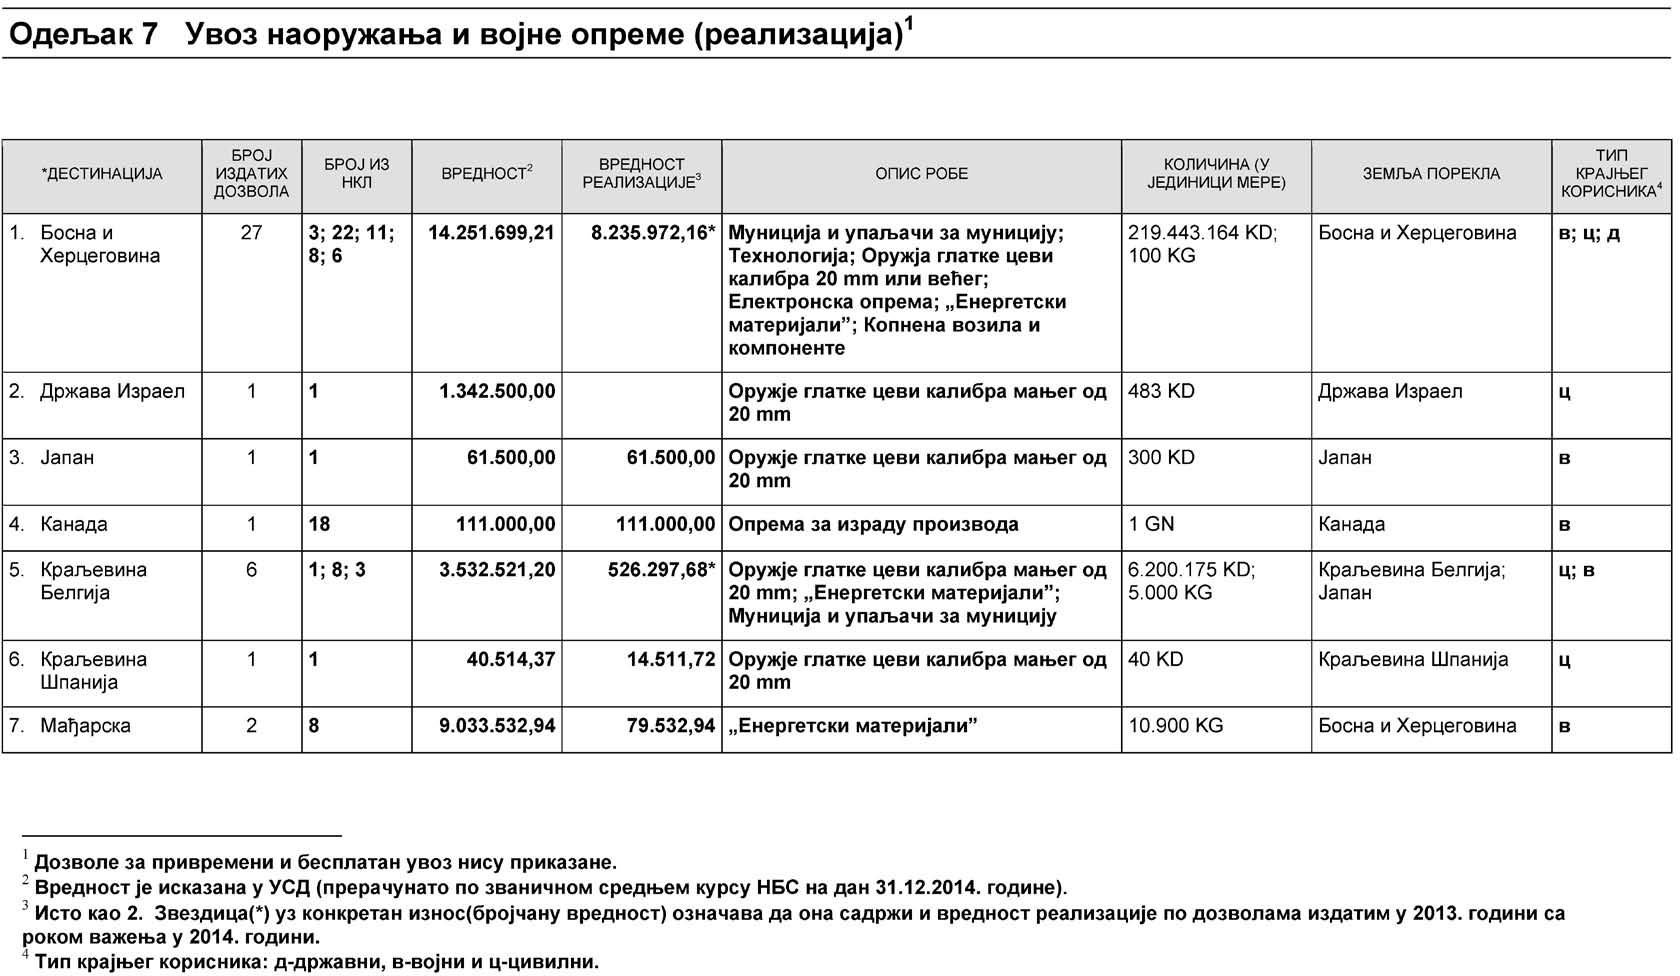 Одељак 7 Увоз наоружања и војне опреме (реализација)1
*ДЕСТИНАЦИЈА
БРОЈ
ИЗДАТИХ
ДОЗВОЛА
БРОЈ ИЗ
НКЛ
ВРЕДНОСТ2
ВРЕДНОСТ
РЕАЛИЗАЦИЈЕ3
ОПИС РОБЕ
КОЛИЧИНА (У
ЈЕДИНИЦИ МЕРЕ)
ЗЕМЉА ПОРЕКЛА
ТИП
КРАЈЊЕГ
КОРИСНИКА4
1. Босна и
Херцеговина
27
3; 22; 11;
8; 6
14.251.699,21
8.235.972,16*
Муниција и упаљачи за муницију;
Технологија; Оружја глатке цеви
калибра 20 mm или већег;
Електронска опрема; „Енергетски
материјали”; Копнена возила и
компоненте
219.443.164 KD;
100 KG
Босна и Херцеговина
в; ц; д
2. Држава Израел
1
1
1.342.500,00
Оружје глатке цеви калибра мањег од
20 mm
483 KD
Држава Израел
ц
3. Јапан
1
1
61.500,00
61.500,00
Оружје глатке цеви калибра мањег од
20 mm
300 KD
Јапан
в
4. Канада
1
18
111.000,00
111.000,00
Опрема за израду производа
1 GN
Канада
в
5. Краљевина
Белгија
6
1; 8; 3
3.532.521,20
526.297,68*
Оружје глатке цеви калибра мањег од
20 mm; „Енергетски материјали”;
Муниција и упаљачи за муницију
6.200.175 KD;
5.000 KG
Краљевина Белгија;
Јапан
ц; в
6. Краљевина
Шпанија
1
1
40.514,37
14.511,72
Оружје глатке цеви калибра мањег од
20 mm
40 KD
Краљевина Шпанија
ц
7. Мађарска
2
8
9.033.532,94
79.532,94
„Енергетски материјали”
10.900 KG
Босна и Херцеговина
в
1 Дозволе за привремени и бесплатан увоз нису приказане.
2 Вредност је исказана у УСД (прерачунато по званичном средњем курсу НБС на дан 31.12.2014. године).
3 Исто као 2. Звездица(*) уз конкретан износ(бројчану вредност) означава да она садржи и вредност реализације по дозволама издатим у 2013. години са
роком важења у 2014. години.
4 Тип крајњег корисника: д-државни, в-војни и ц-цивилни.